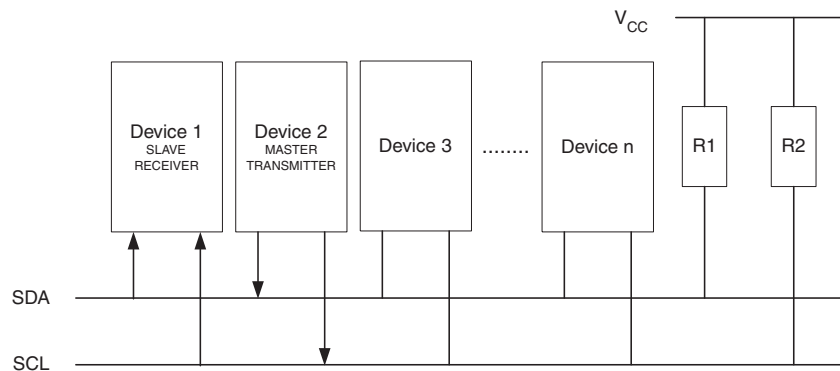 V_CC
Device 1
SLAVE
RECEIVER
Device 2
MASTER
TRANSMITTER
Device 3
........
Device n
R1
R2
SDA
SCL